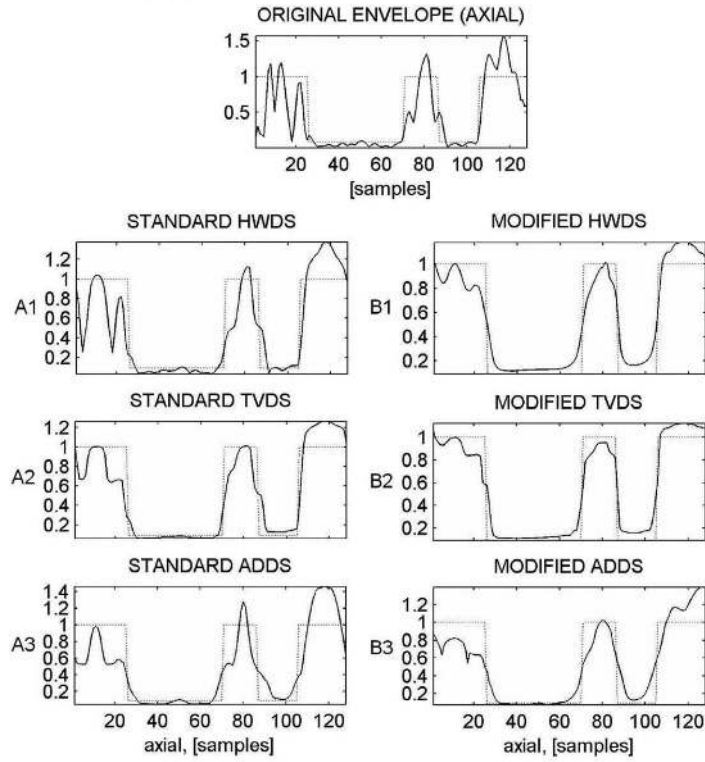 ORIGINAL ENVELOPE (AXIAL)
1.5
1
0.5
20 40 60 80 100 120
[samples]
STANDARD HWDS
MODIFIED HWDS
A1
1.2
1
0.8
0.6
0.4
0.2
B1
1
0.8
0.6
0.4
0.2
STANDARD TVDS
MODIFIED TVDS
A2
1.2
1
0.8
0.6
0.4
0.2
B2
1
0.8
0.6
0.4
0.2
STANDARD ADDS
MODIFIED ADDS
A3
1.4
1.2
1
0.8
0.6
0.4
0.2
B3
1.2
1
0.8
0.6
0.4
0.2
20 40 60 80 100 120
20 40 60 80 100 120
axial, [samples]
axial, [samples]